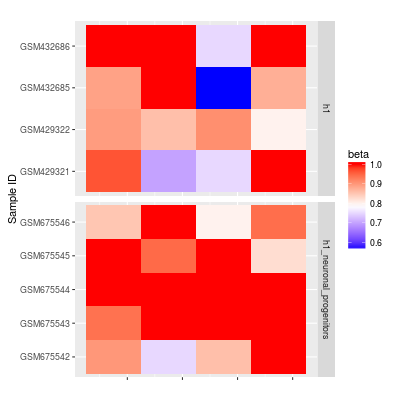 Sample ID
GSM432686
GSM432685
GSM429322
GSM429321
h1
GSM675546
GSM675545
GSM675544
GSM675543
GSM675542
h1_neuronal_progenitors
beta
1.0
0.9
0.8
0.7
0.6